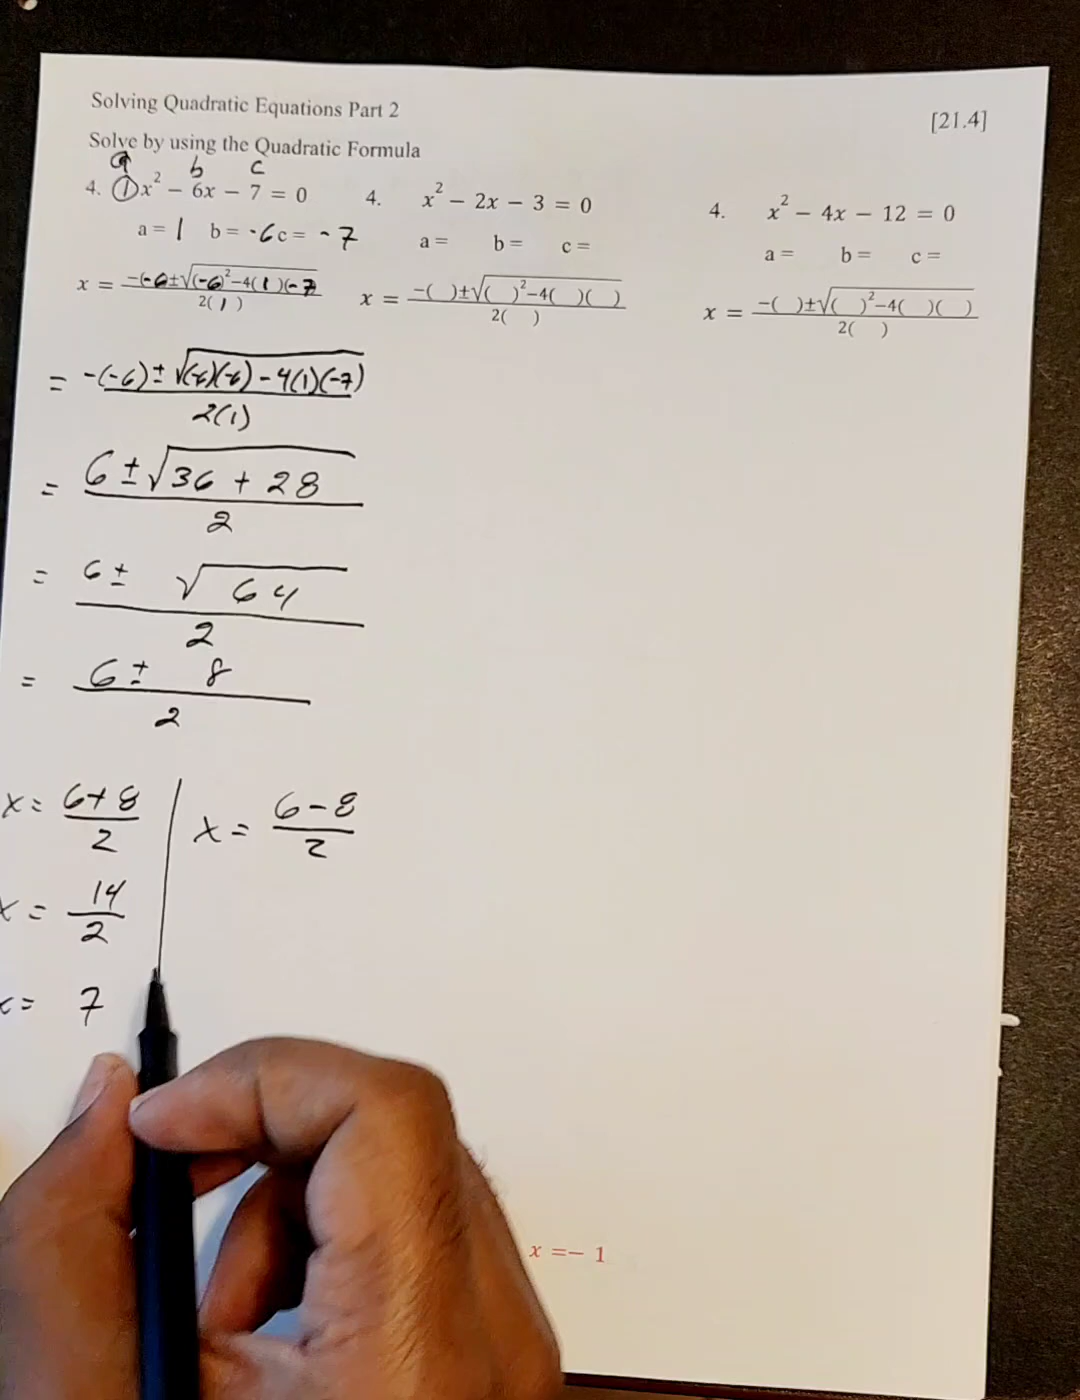 Solving Quadratic Equations Part 2
[21.4]
Solve by using the Quadratic Formula
a b c
4. 1x² − 6x − 7 = 0
a = 1 b = -6 c = -7
x = −(-6)±√(-6)²−4(1)(-7
2(1)
= -(-6) ± √(-6)(-6) - 4(1)(-7)
2(1)
= 6 ± √36 + 28
2
= 6 ± √64
2
= 6 ± 8
2
x = 6+8
2
x = 14
2
x = 7
x = 6-8
2
4. x² − 2x − 3 = 0
a = b = c =
x = −( )±√( )²−4( )( )
2( )
x =− 1
4. x² − 4x − 12 = 0
a = b = c =
x = −( )±√( )²−4( )( )
2( )